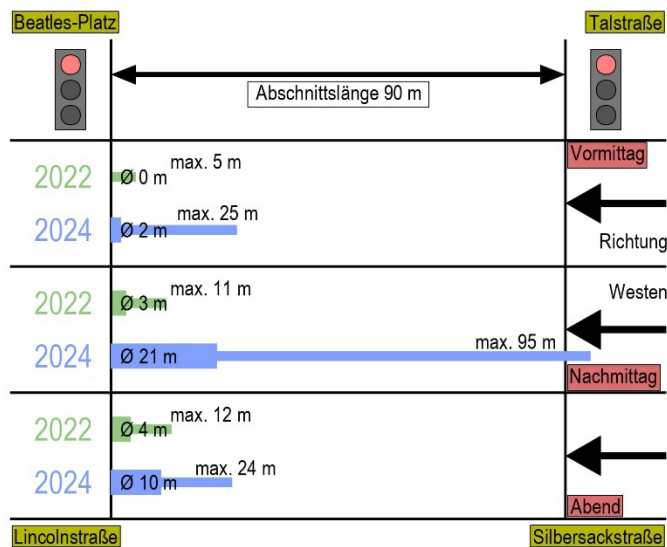 Beatles-Platz
Talstraße
Abschnittslänge 90 m
Vormittag
2022
Ø 0 m
max. 5 m
2024
Ø 2 m
max. 25 m
Richtung
2022
Ø 3 m
max. 11 m
Westen
2024
Ø 21 m
max. 95 m
Nachmittag
2022
Ø 4 m
max. 12 m
2024
Ø 10 m
max. 24 m
Abend
Lincolnstraße
Silbersackstraße